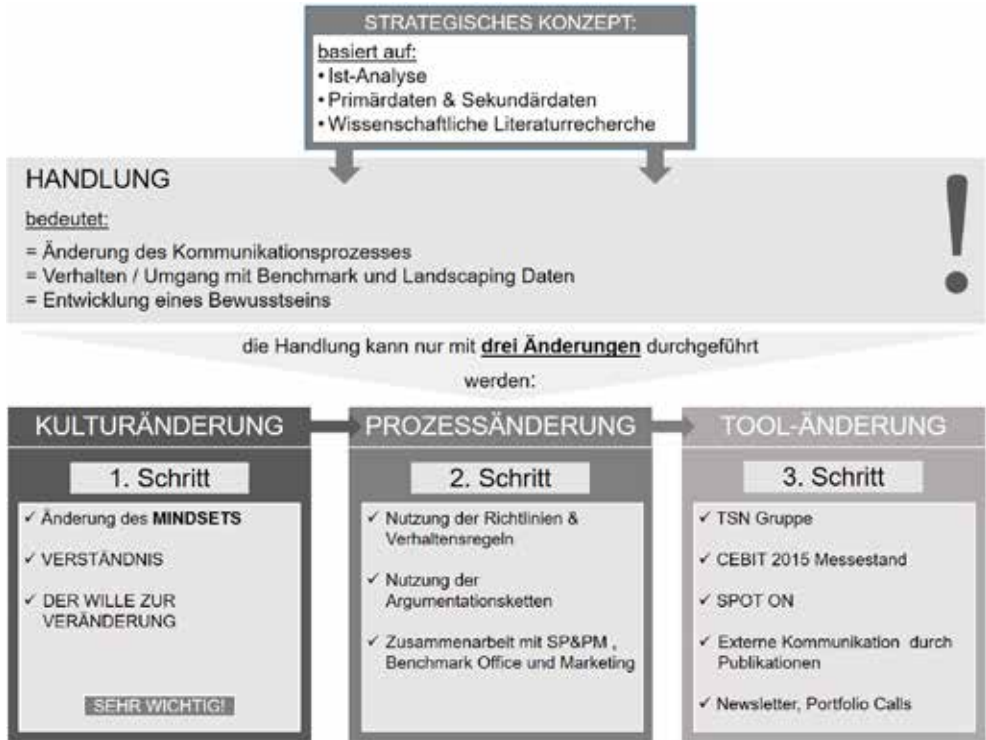 STRATEGISCHES KONZEPT:
basiert auf:
• Ist-Analyse
• Primärdaten & Sekundärdaten
• Wissenschaftliche Literaturrecherche
HANDLUNG
bedeutet:
= Änderung des Kommunikationsprozesses
= Verhalten / Umgang mit Benchmark und Landscaping Daten
= Entwicklung eines Bewusstseins
!
die Handlung kann nur mit drei Änderungen durchgeführt
werden:
KULTURÄNDERUNG
1. Schritt
✓ Änderung des MINDSETS
✓ VERSTÄNDNIS
✓ DER WILLE ZUR
VERÄNDERUNG
SEHR WICHTIG!
PROZESSÄNDERUNG
2. Schritt
✓ Nutzung der Richtlinien &
Verhaltensregeln
✓ Nutzung der
Argumentationsketten
✓ Zusammenarbeit mit SP&PM ,
Benchmark Office und Marketing
TOOL-ÄNDERUNG
3. Schritt
✓ TSN Gruppe
✓ CEBIT 2015 Messestand
✓ SPOT ON
✓ Externe Kommunikation durch
Publikationen
✓ Newsletter, Portfolio Calls